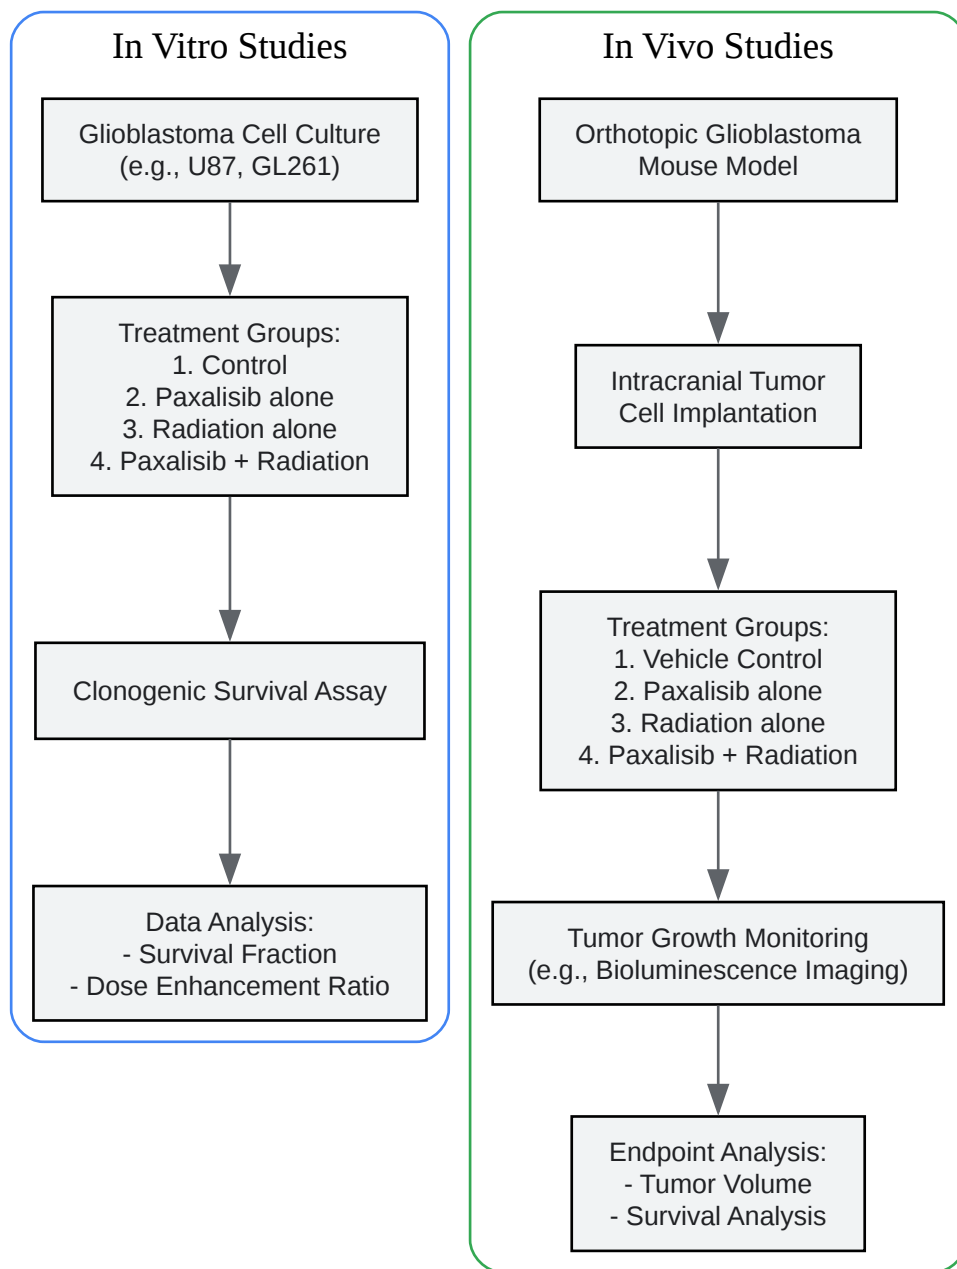 In Vitro Studies
Glioblastoma Cell Culture
(e.g., U87, GL261)
Treatment Groups:
1. Control
2. Paxalisib alone
3. Radiation alone
4. Paxalisib + Radiation
Clonogenic Survival Assay
Data Analysis:
- Survival Fraction
- Dose Enhancement Ratio
In Vivo Studies
Orthotopic Glioblastoma
Mouse Model
Intracranial Tumor
Cell Implantation
Treatment Groups:
1. Vehicle Control
2. Paxalisib alone
3. Radiation alone
4. Paxalisib + Radiation
Tumor Growth Monitoring
(e.g., Bioluminescence Imaging)
Endpoint Analysis:
- Tumor Volume
- Survival Analysis